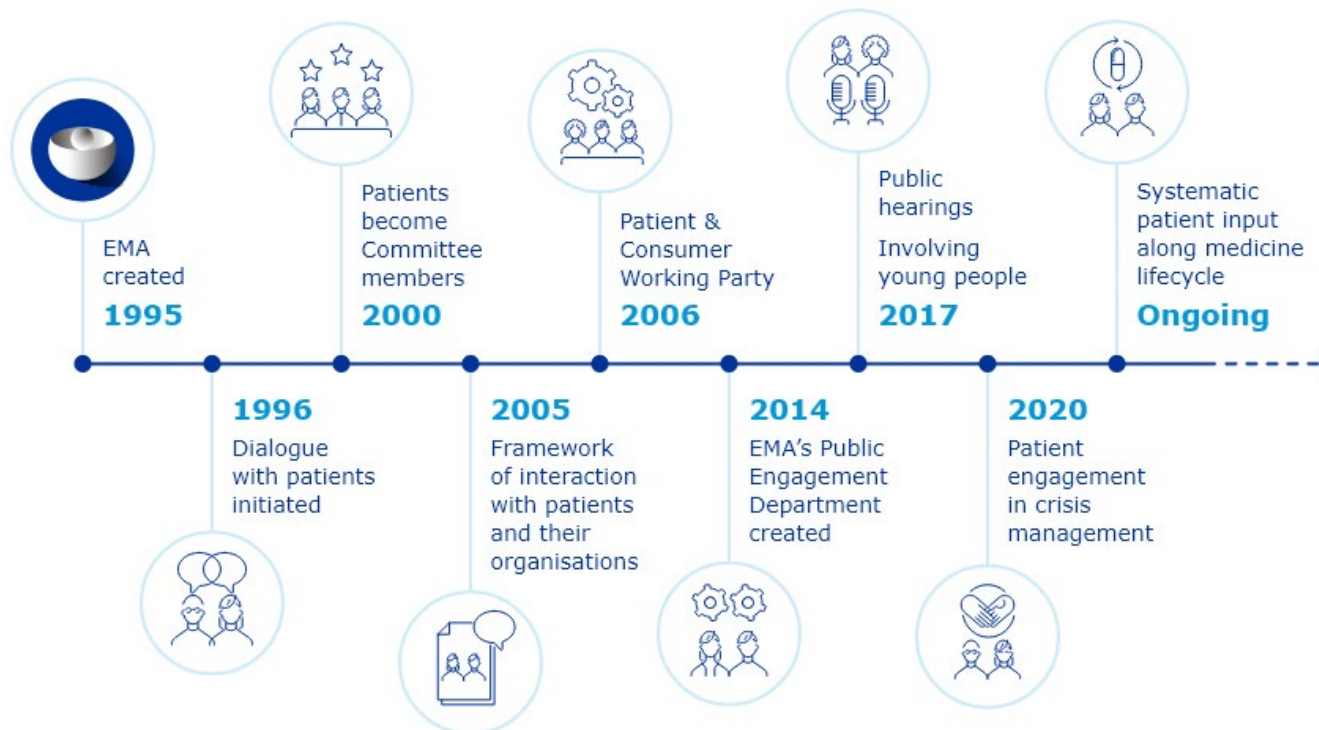 EMA
created
1995
Patients
become
Committee
members
2000
Patient &
Consumer
Working Party
2006
Public
hearings
Involving
young people
2017
Systematic
patient input
along medicine
lifecycle
Ongoing
1996
Dialogue
with patients
initiated
2005
Framework
of interaction
with patients
and their
organisations
2014
EMA’s Public
Engagement
Department
created
2020
Patient
engagement
in crisis
management